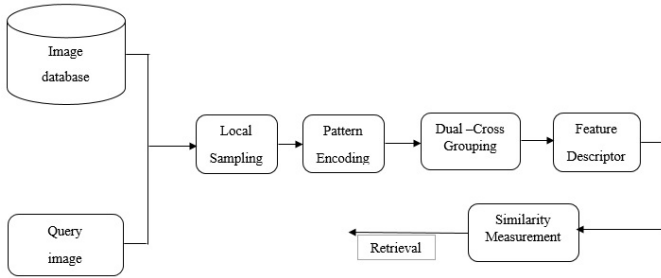 Image
database
Local
Sampling
Pattern
Encoding
Dual –Cross
Grouping
Feature
Descriptor
Query
image
Similarity
Measurement
Retrieval